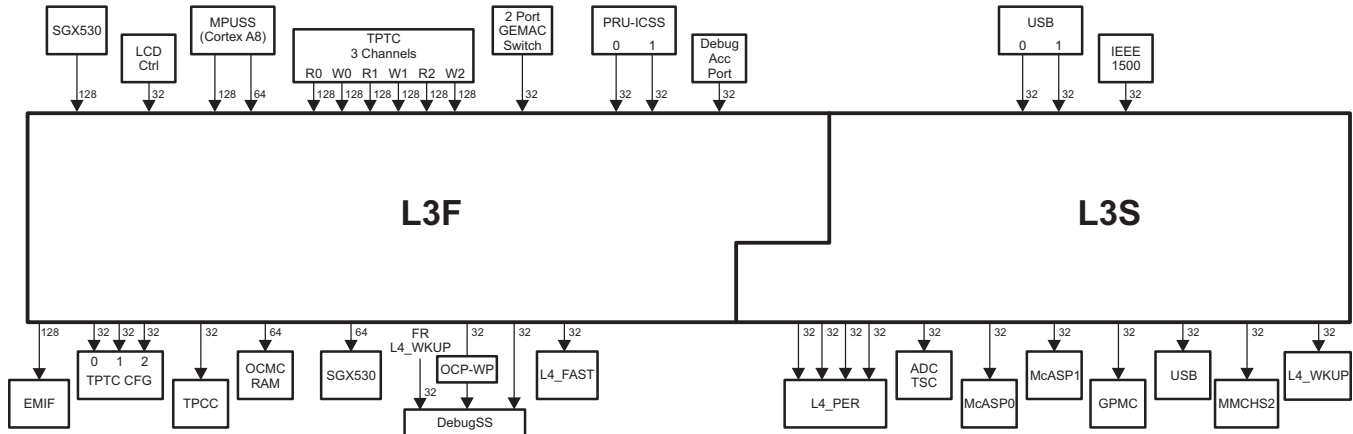 SGX530
LCD
Ctrl
MPUSS
(Cortex A8)
TPTC
3 Channels
R0 W0 R1 W1 R2 W2
2 Port
GEMAC
Switch
PRU-ICSS
0 1
Debug
Acc
Port
USB
0 1
IEEE
1500
128 32 128 64 128 128 128 128 128 128 32 32 32 32 32 32 32
L3F
L3S
128 32 32 32 32 64 64 32 32 32 32 32 32 32 32 32 32 32 32 32 32
FR
L4_WKUP
32
EMIF
0 1 2
TPTC CFG
TPCC
OCMC
RAM
SGX530
OCP-WP
DebugSS
L4_FAST
L4_PER
ADC
TSC
McASP0
McASP1
GPMC
USB
MMCHS2
L4_WKUP